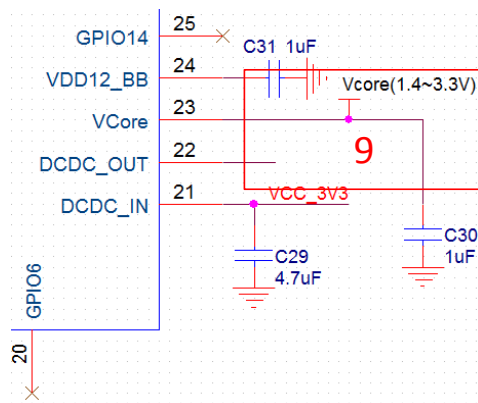 25
GPIO14
C31 1uF
24
VDD12_BB
Vcore(1.4~3.3V)
23
VCore
9
22
DCDC_OUT
21
DCDC_IN
VCC_3V3
C30
1uF
C29
4.7uF
GPIO6
20